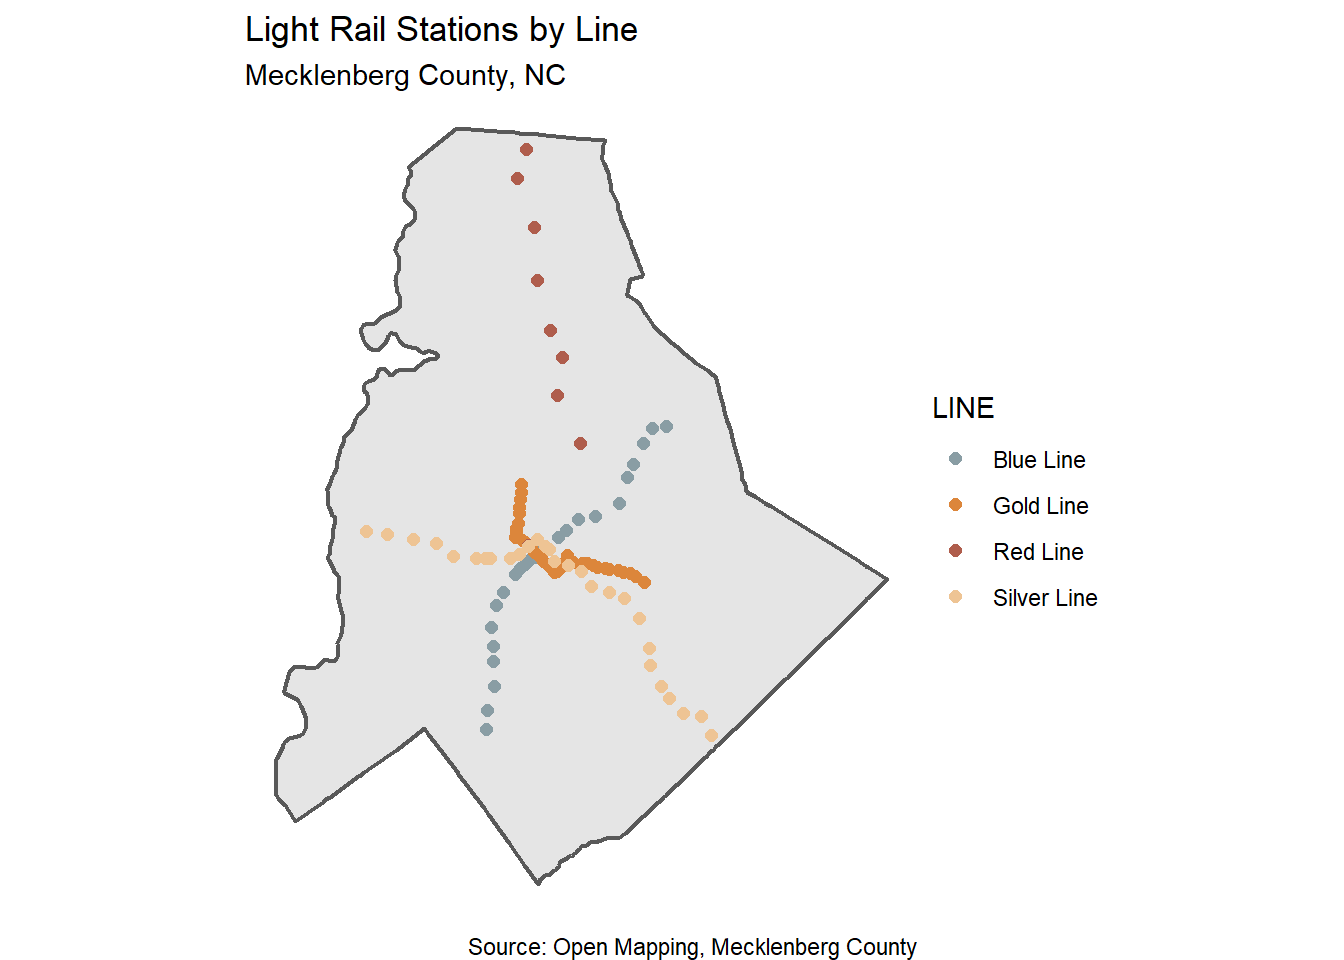 Light Rail Stations by Line
Mecklenberg County, NC
LINE
Blue Line
Gold Line
Red Line
Silver Line
Source: Open Mapping, Mecklenberg County